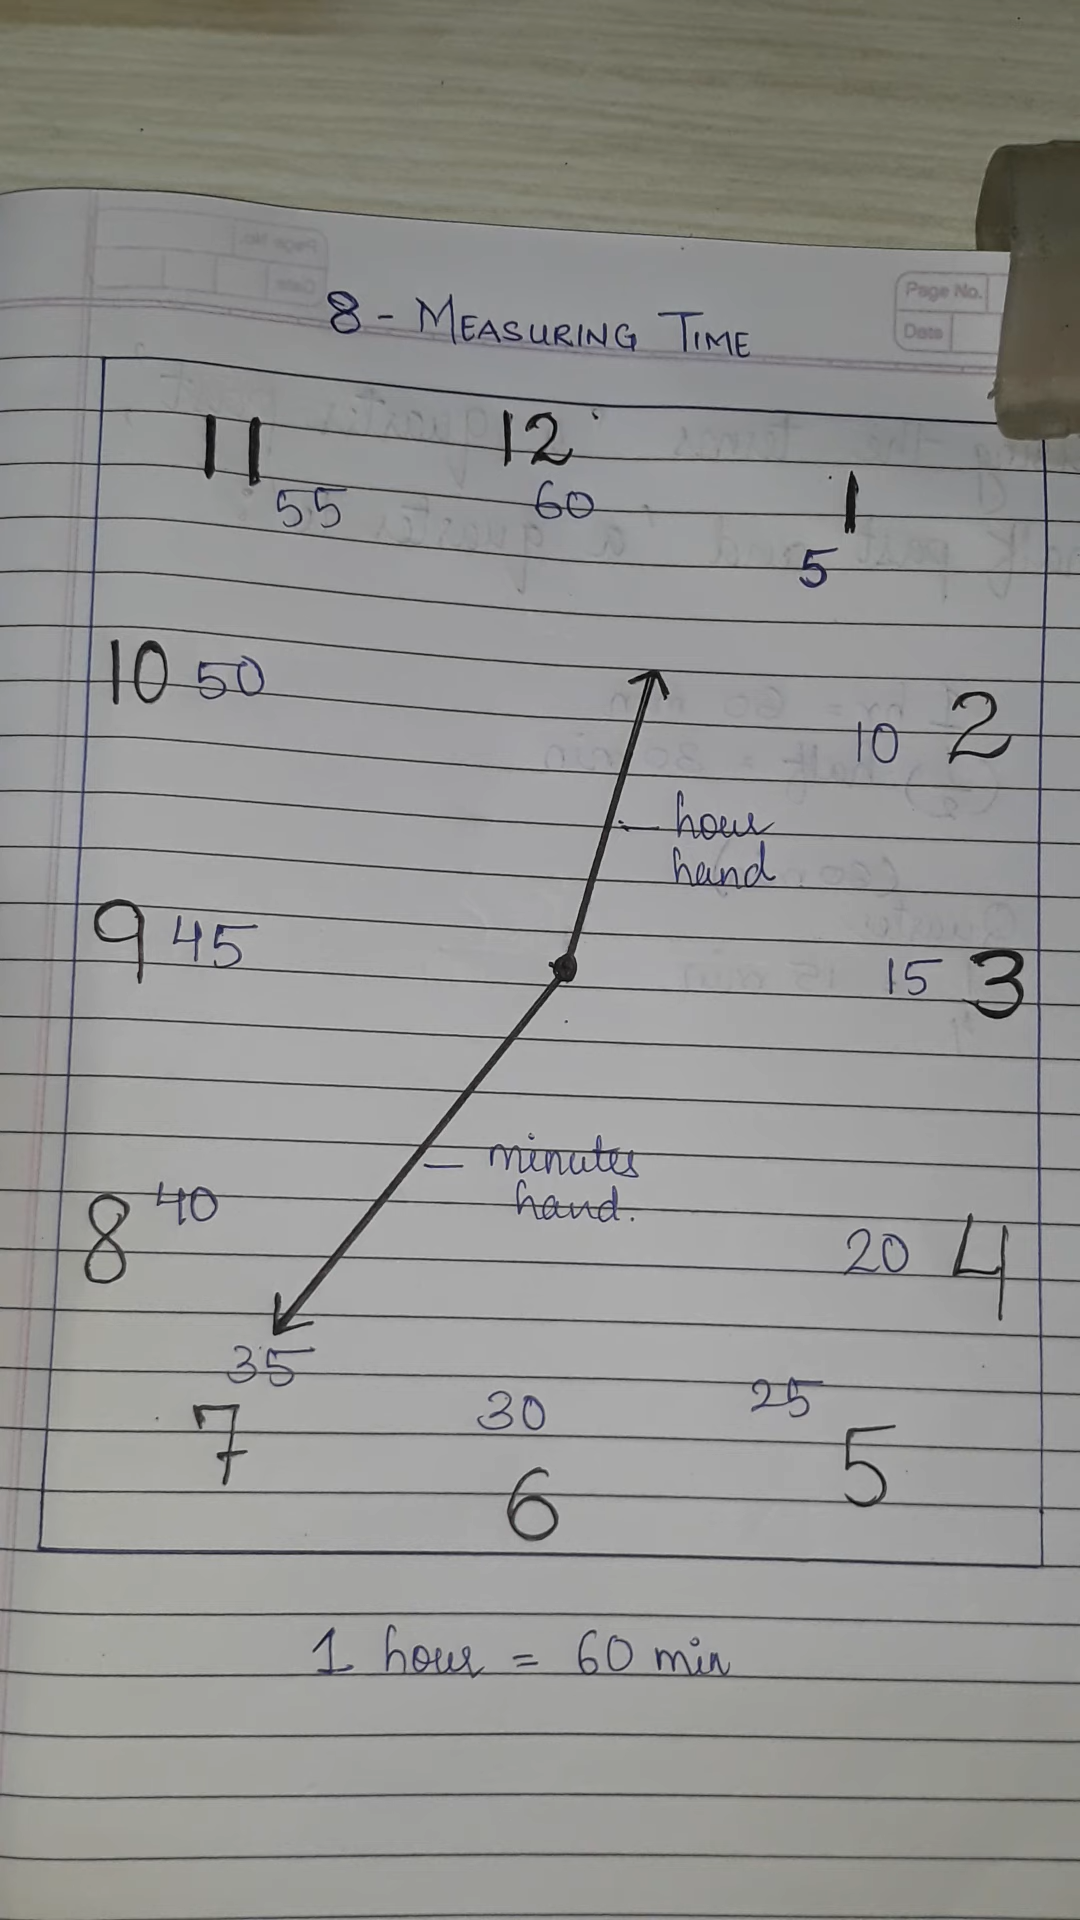 Page No.
Date
8 - MEASURING TIME
11 12
55 60 1
5
10 50
10 2
hour
hand
9 45
15 3
minutes
hand.
8 40
20 4
35 30 25
7 6 5
1 hour = 60 min